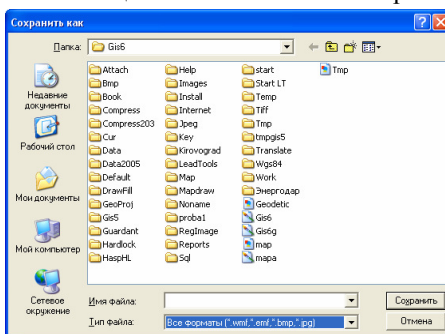 Сохранить как
Папка: Gis6
Недавние документы
Рабочий стол
Мои документы
Мой компьютер
Сетевое окружение
Attach
Bmp
Book
Compress
Compress203
Cur
Data
Data2005
Default
DrawFill
GeoProj
Gis5
Guardant
Hardlock
HaspHL
Help
Images
Install
Internet
Jpeg
Key
Kirovograd
LeadTools
Map
Mapdraw
Noname
proba1
RegImage
Reports
Sql
start
Start LT
Temp
Tiff
Tmp
tmpgis5
Translate
Wgs84
Work
Энергодар
Geodetic
Gis6
Gis6g
map
mapa
Tmp
Имя файла:
Сохранить
Тип файла: Все форматы (*.wmf,*.emf,*.bmp,*.jpg)
Отмена